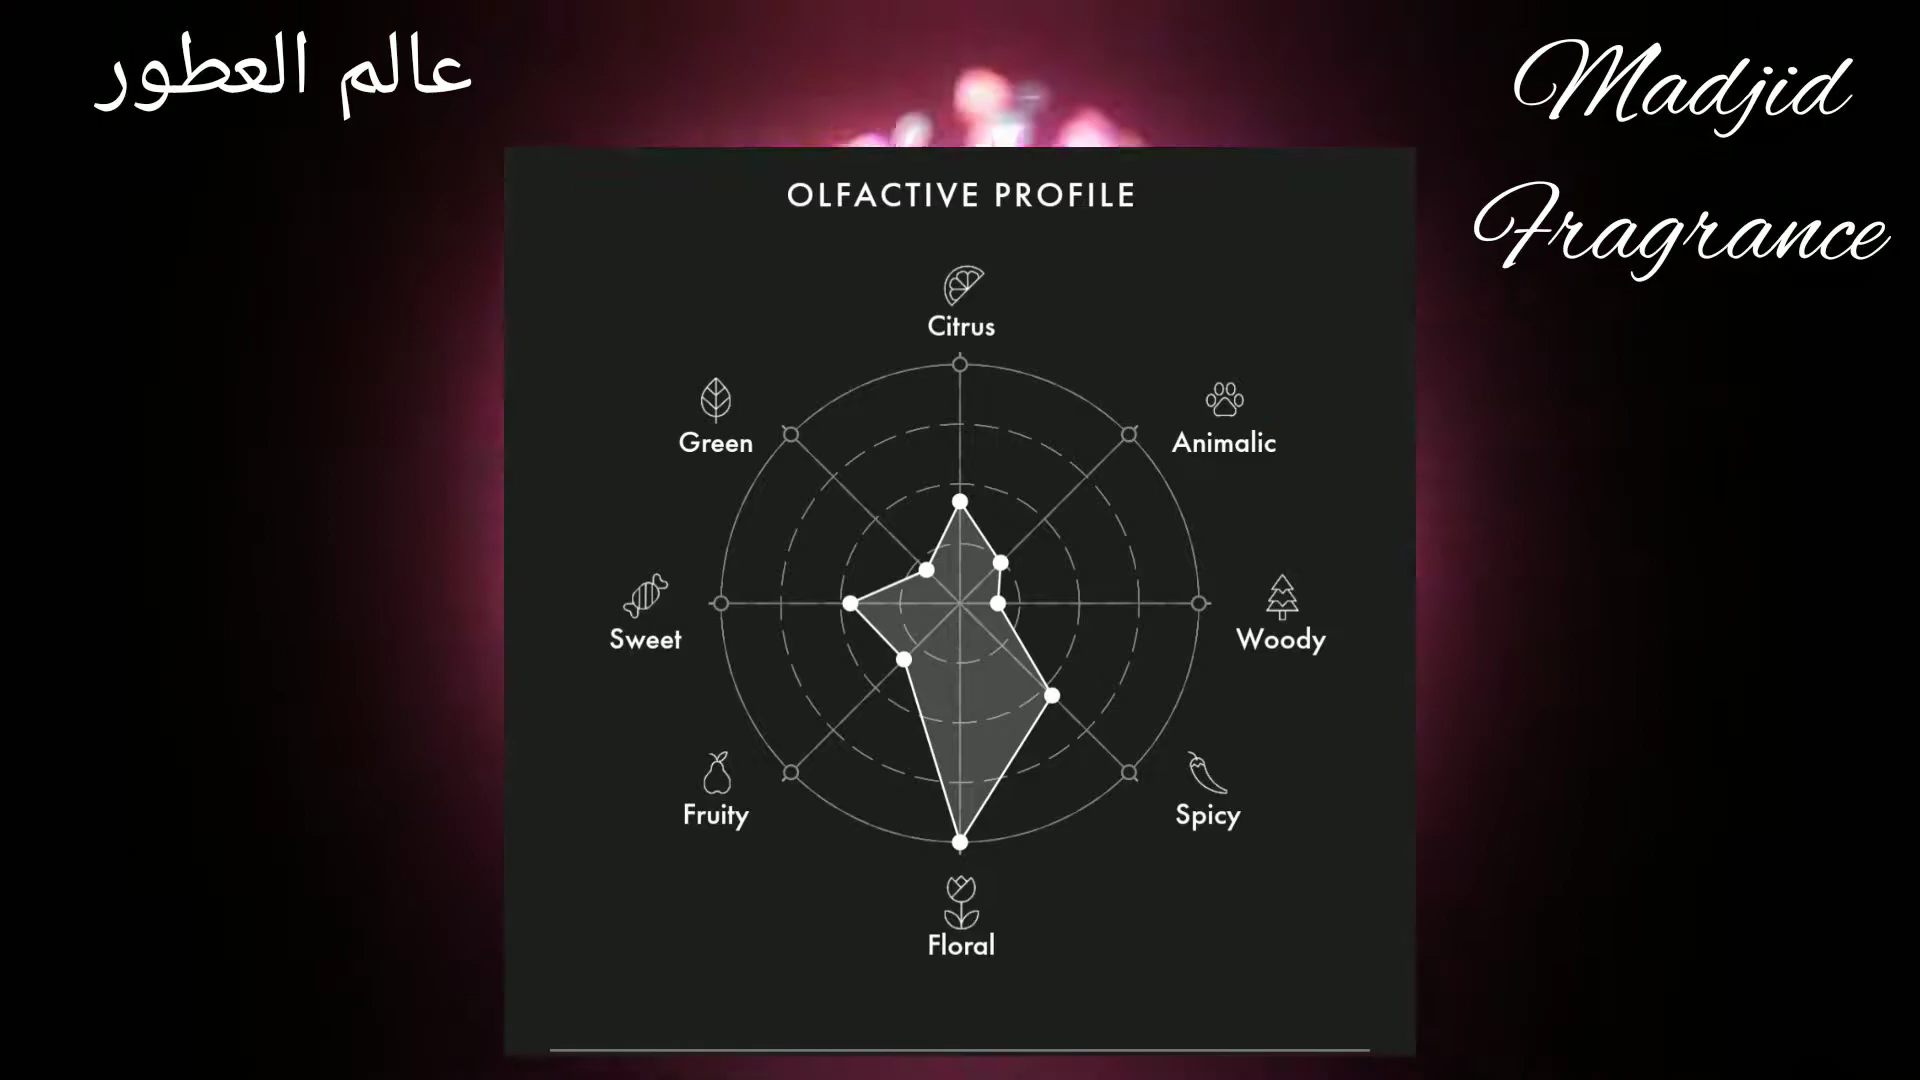 عالم العطور
Madjid
Fragrance
OLFACTIVE PROFILE
Citrus
Green
Animalic
Sweet
Woody
Fruity
Spicy
Floral